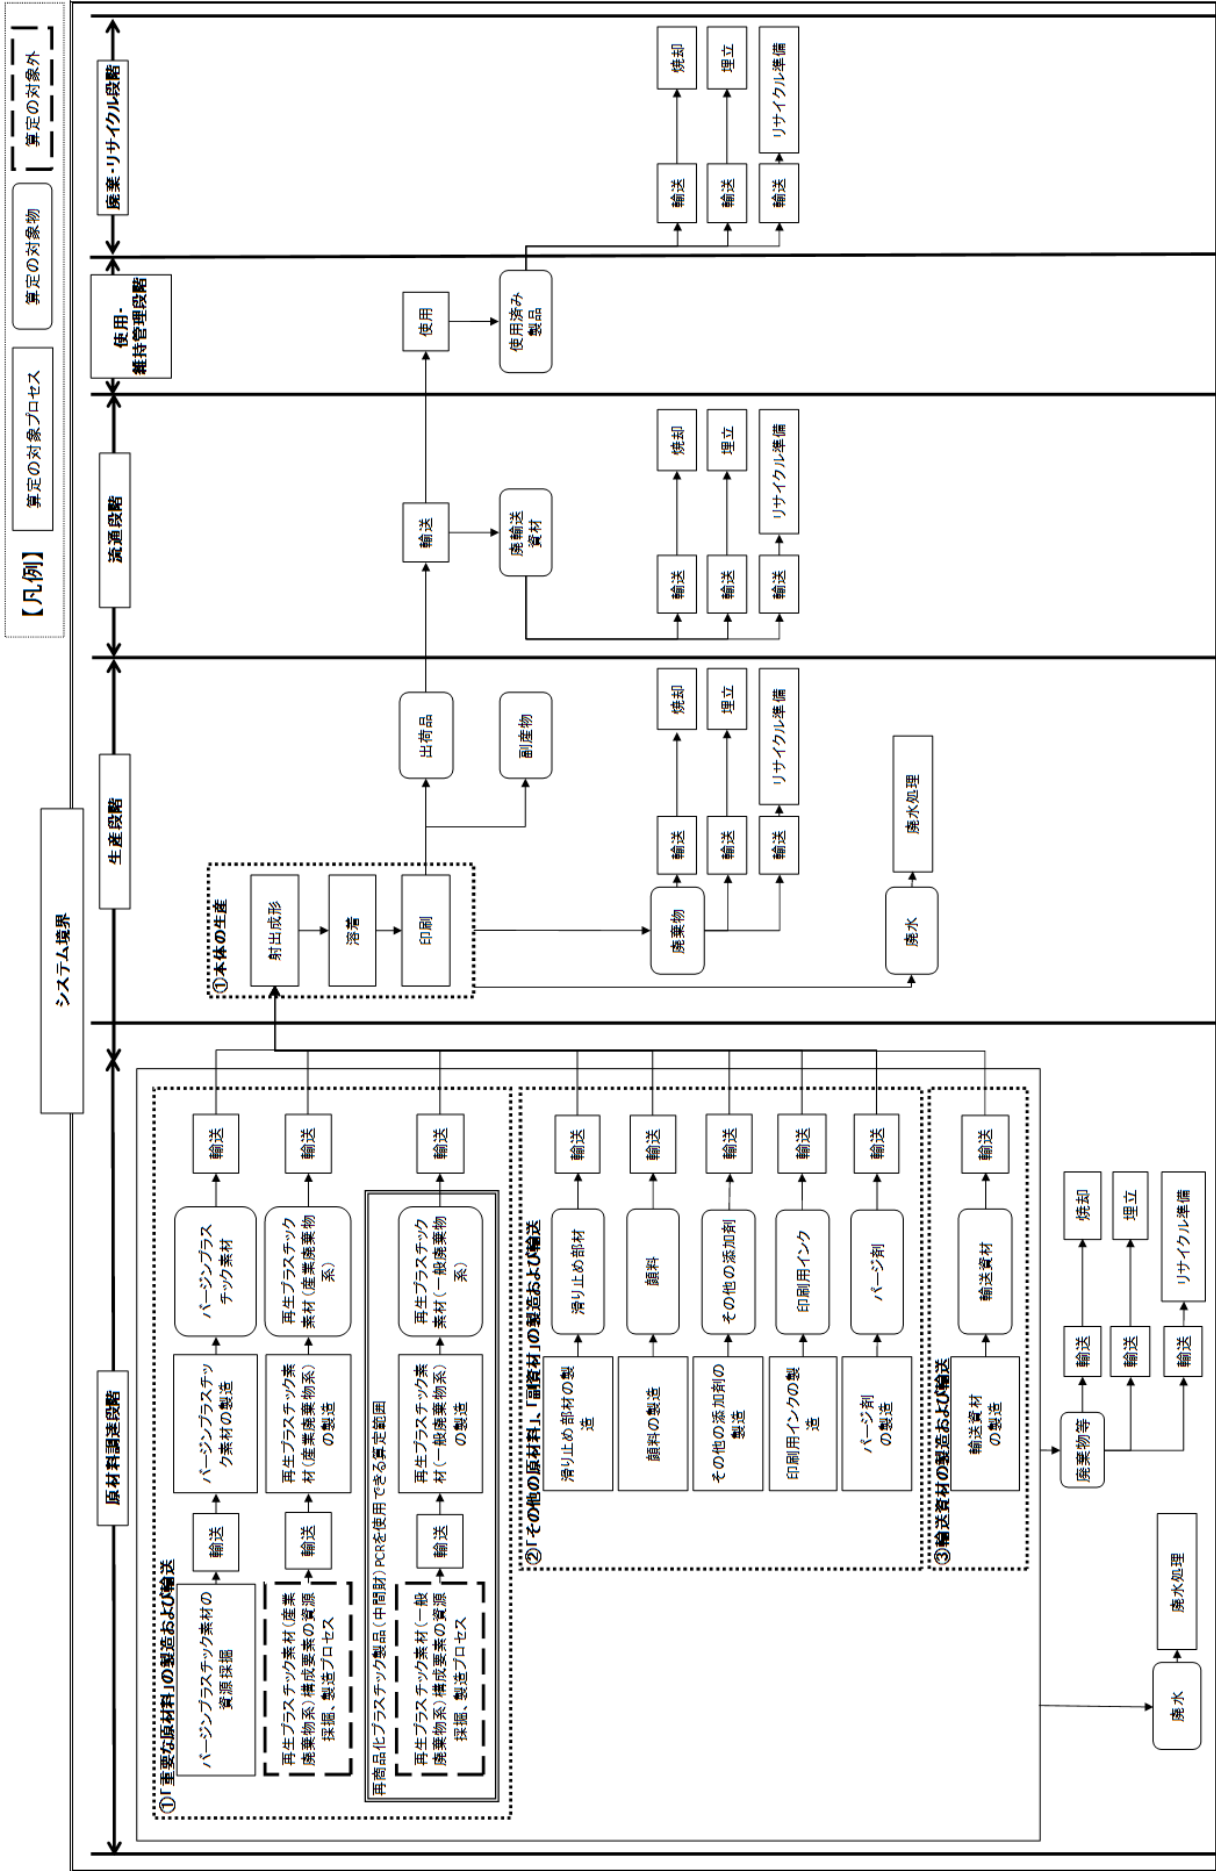 システム境界
【凡例】
算定の対象プロセス
算定の対象物
算定の対象外
原材料調達段階
生産段階
流通段階
使用・
維持管理段階
廃棄・リサイクル段階
①「重要な原材料」の製造および輸送
バージンプラスチック素材の
資源採掘
輸送
バージンプラスチッ
ク素材の製造
バージンプラス
チック素材
輸送
再生プラスチック素材(産業
廃棄物系)構成要素の資源
採掘、製造プロセス
輸送
再生プラスチック素
材(産業廃棄物系)
の製造
再生プラスチック
素材(産業廃棄物
系)
輸送
再商品化プラスチック製品(中間財)PCRを使用できる算定範囲
再生プラスチック素材(一般
廃棄物系)構成要素の資源
採掘、製造プロセス
輸送
再生プラスチック素
材(一般廃棄物系)
の製造
再生プラスチック
素材(一般廃棄物
系)
輸送
②「その他の原材料」、「副資材」の製造および輸送
滑り止め部材の製
造
滑り止め部材
輸送
顔料の製造
顔料
輸送
その他の添加剤の
製造
その他の添加剤
輸送
印刷用インクの製
造
印刷用インク
輸送
パージ剤
の製造
パージ剤
輸送
③輸送資材の製造および輸送
輸送資材
の製造
輸送資材
輸送
廃棄物等
輸送
焼却
輸送
埋立
輸送
リサイクル準備
廃水
廃水処理
①本体の生産
射出成形
溶着
印刷
出荷品
副産物
廃棄物
輸送
焼却
輸送
埋立
輸送
リサイクル準備
廃水
廃水処理
輸送
廃輸送
資材
輸送
焼却
輸送
埋立
輸送
リサイクル準備
使用
使用済み
製品
輸送
焼却
輸送
埋立
輸送
リサイクル準備